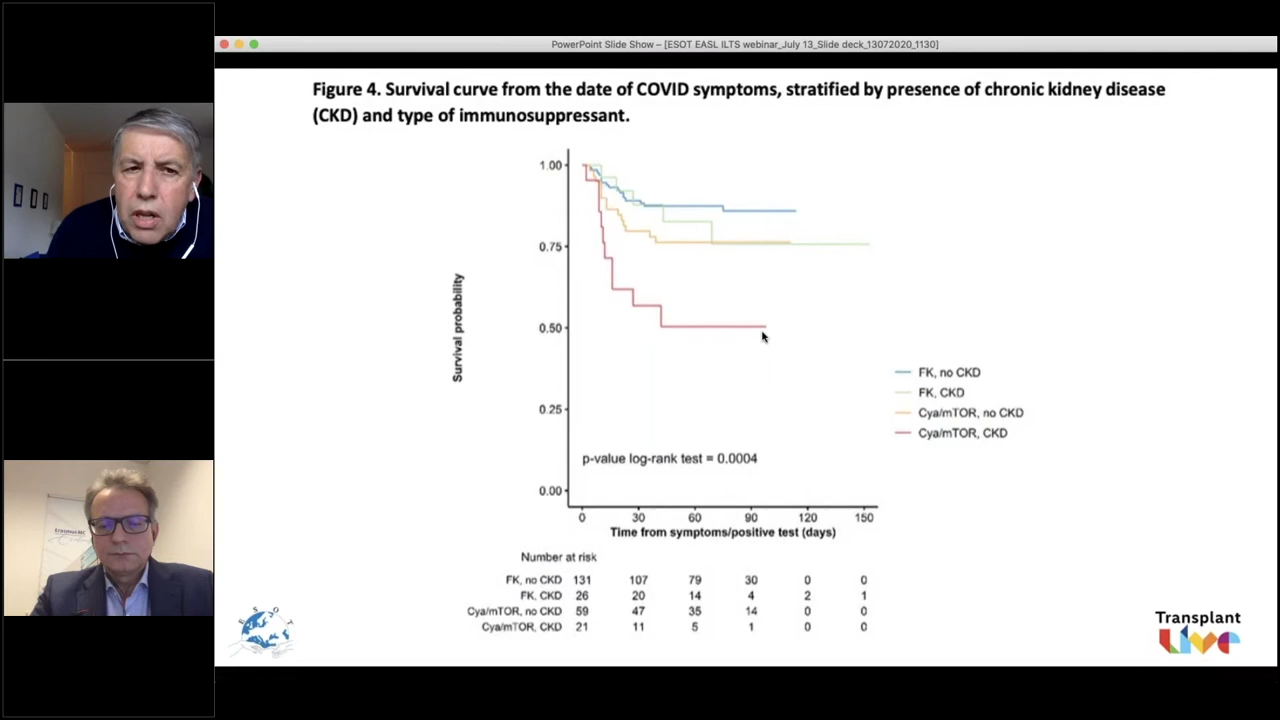 PowerPoint Slide Show – [ESOT EASL ILTS webinar_July 13_Slide deck_13072020_1130]
Figure 4. Survival curve from the date of COVID symptoms, stratified by presence of chronic kidney disease
(CKD) and type of immunosuppressant.
1.00
0.75
0.50
0.25
0.00
Survival probability
FK, no CKD
FK, CKD
Cya/mTOR, no CKD
Cya/mTOR, CKD
p-value log-rank test = 0.0004
0 30 60 90 120 150
Time from symptoms/positive test (days)
Number at risk
FK, no CKD 131 107 79 30 0 0
FK, CKD 26 20 14 4 2 1
Cya/mTOR, no CKD 59 47 35 14 0 0
Cya/mTOR, CKD 21 11 5 1 0 0
E S O T
Transplant
Live
Erasmus MC